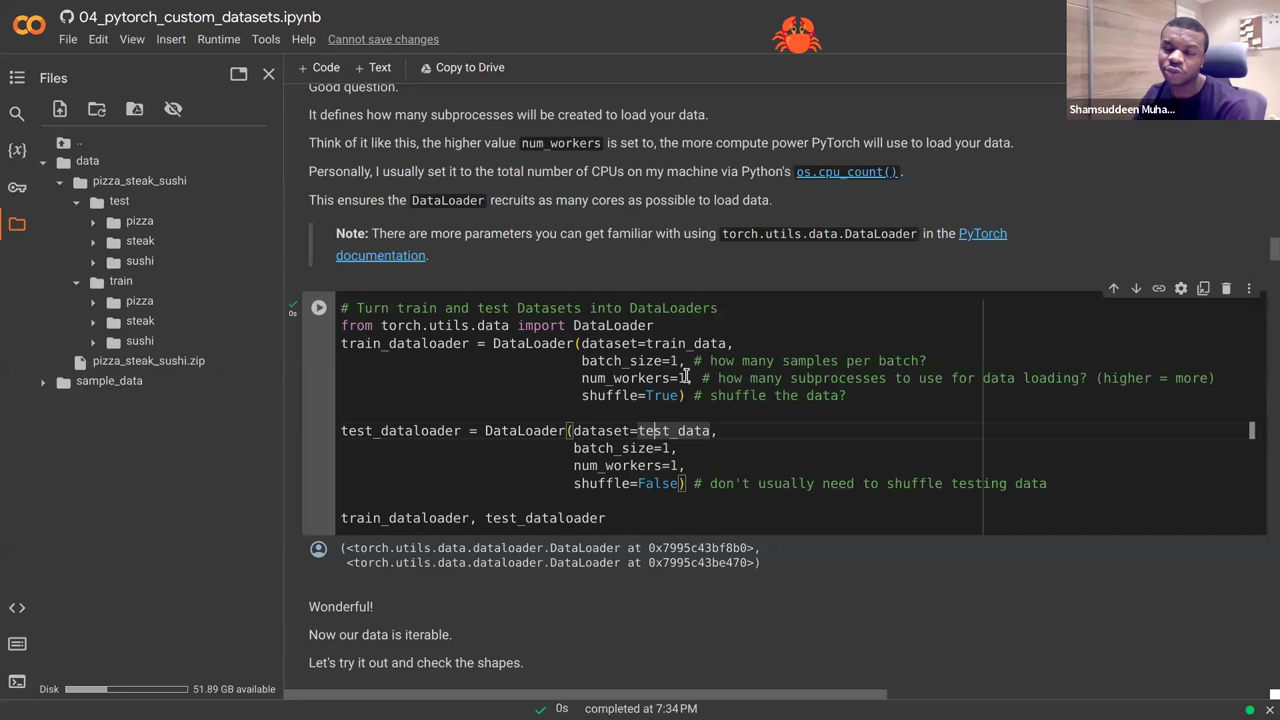 04_pytorch_custom_datasets.ipynb
File Edit View Insert Runtime Tools Help Cannot save changes
Shamsuddeen Muha...
Files
+ Code + Text Copy to Drive
..
data
pizza_steak_sushi
test
pizza
steak
sushi
train
pizza
steak
sushi
pizza_steak_sushi.zip
sample_data
Disk 51.89 GB available
Good question.
It defines how many subprocesses will be created to load your data.
Think of it like this, the higher value num_workers is set to, the more compute power PyTorch will use to load your data.
Personally, I usually set it to the total number of CPUs on my machine via Python's os.cpu_count().
This ensures the DataLoader recruits as many cores as possible to load data.
Note: There are more parameters you can get familiar with using torch.utils.data.DataLoader in the PyTorch
documentation.
0s
# Turn train and test Datasets into DataLoaders
from torch.utils.data import DataLoader
train_dataloader = DataLoader(dataset=train_data,
batch_size=1, # how many samples per batch?
num_workers=1, # how many subprocesses to use for data loading? (higher = more)
shuffle=True) # shuffle the data?
test_dataloader = DataLoader(dataset=test_data,
batch_size=1,
num_workers=1,
shuffle=False) # don't usually need to shuffle testing data
train_dataloader, test_dataloader
(<torch.utils.data.dataloader.DataLoader at 0x7995c43bf8b0>,
<torch.utils.data.dataloader.DataLoader at 0x7995c43be470>)
Wonderful!
Now our data is iterable.
Let's try it out and check the shapes.
0s completed at 7:34 PM